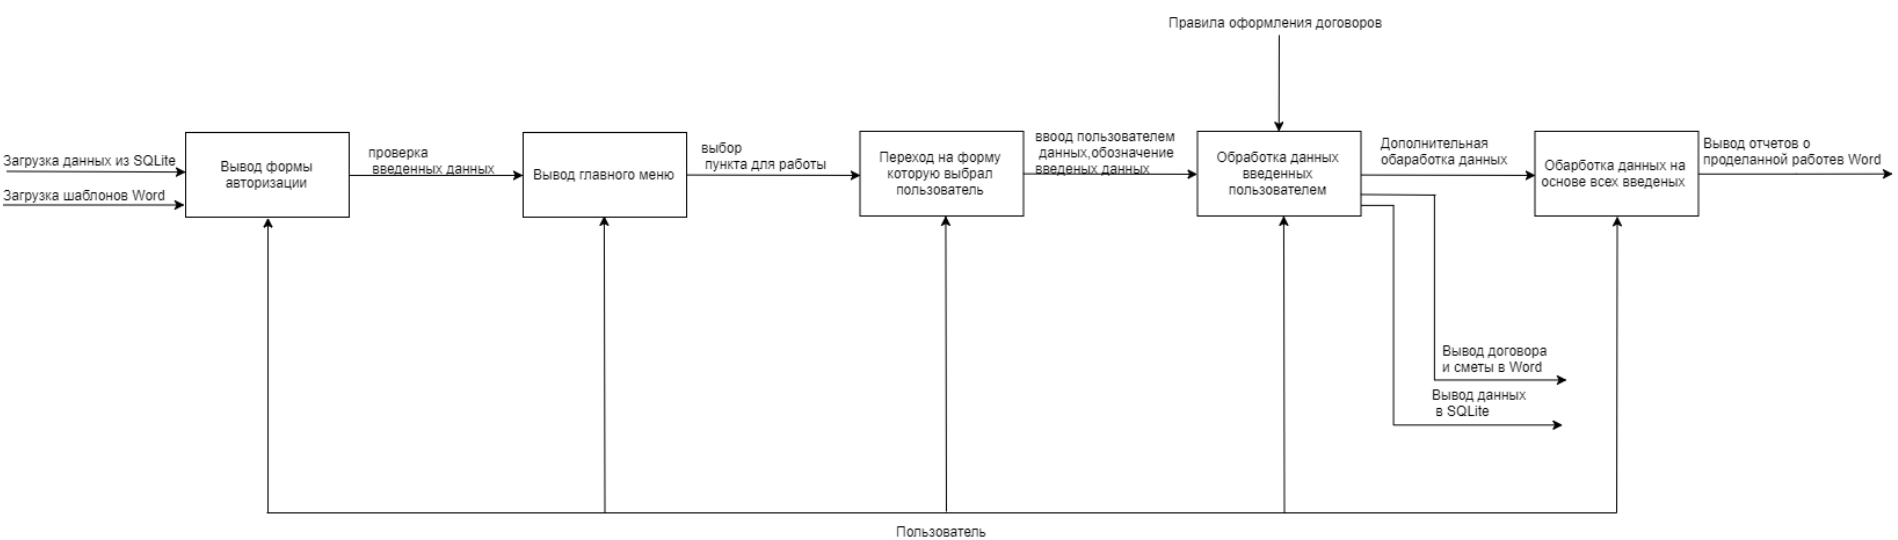 Правила оформления договоров
Загрузка данных из SQLite
Загрузка шаблонов Word
Вывод формы
авторизации
проверка
введенных данных
Вывод главного меню
выбор
пункта для работы
Переход на форму
которую выбрал
пользователь
ввоод пользователем
данных,обозначение
введеных данных
Обработка данных
введенных
пользователем
Дополнительная
обаработка данных
Обарботка данных на
основе всех введеных
Вывод отчетов о
проделанной работев Word
Вывод договора
и сметы в Word
Вывод данных
в SQLite
Пользователь